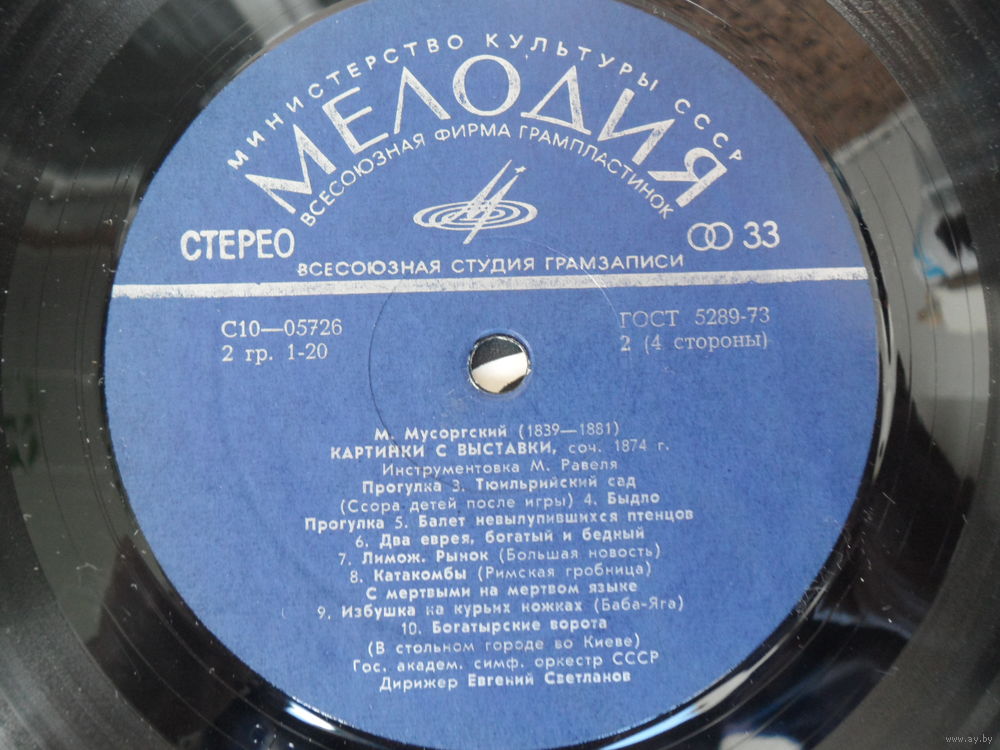 МИНИСТЕРСТВО КУЛЬТУРЫ СССР
МЕЛОДИЯ
ВСЕСОЮЗНАЯ ФИРМА ГРАМПЛАСТИНОК
СТЕРЕО
33
ВСЕСОЮЗНАЯ СТУДИЯ ГРАМЗАПИСИ
С10—05726
ГОСТ 5289-73
2 гр. 1-20
2 (4 стороны)
М. Мусоргский (1839—1881)
КАРТИНКИ С ВЫСТАВКИ, соч. 1874 г.
Инструментовка М. Равеля
Прогулка 3. Тюильрийский сад
(Ссора детей после игры) 4. Быдло
Прогулка 5. Балет невылупившихся птенцов
6. Два еврея, богатый и бедный
7. Лимож. Рынок (Большая новость)
8. Катакомбы (Римская гробница)
С мертвыми на мертвом языке
9. Избушка на курьих ножках (Баба-Яга)
10. Богатырские ворота
(В стольном городе во Киеве)
Гос. академ. симф. оркестр СССР
Дирижер Евгений Светланов
www.ay.by